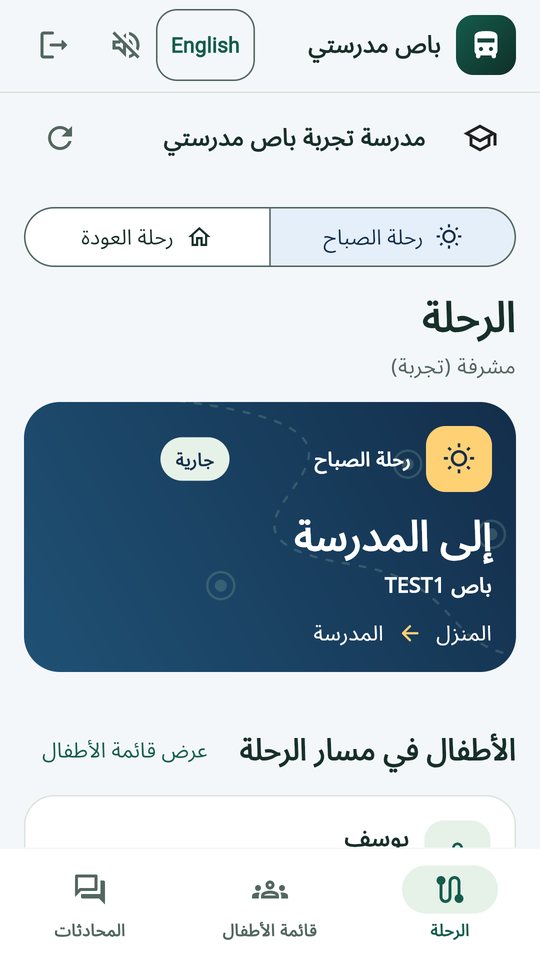 باص مدرستي
English
مدرسة تجربة باص مدرستي
رحلة الصباح
رحلة العودة
الرحلة
مشرفة (تجربة)
رحلة الصباح
جارية
إلى المدرسة
باص TEST1
المنزل ← المدرسة
الأطفال في مسار الرحلة
عرض قائمة الأطفال
يوسف
الرحلة
قائمة الأطفال
المحادثات